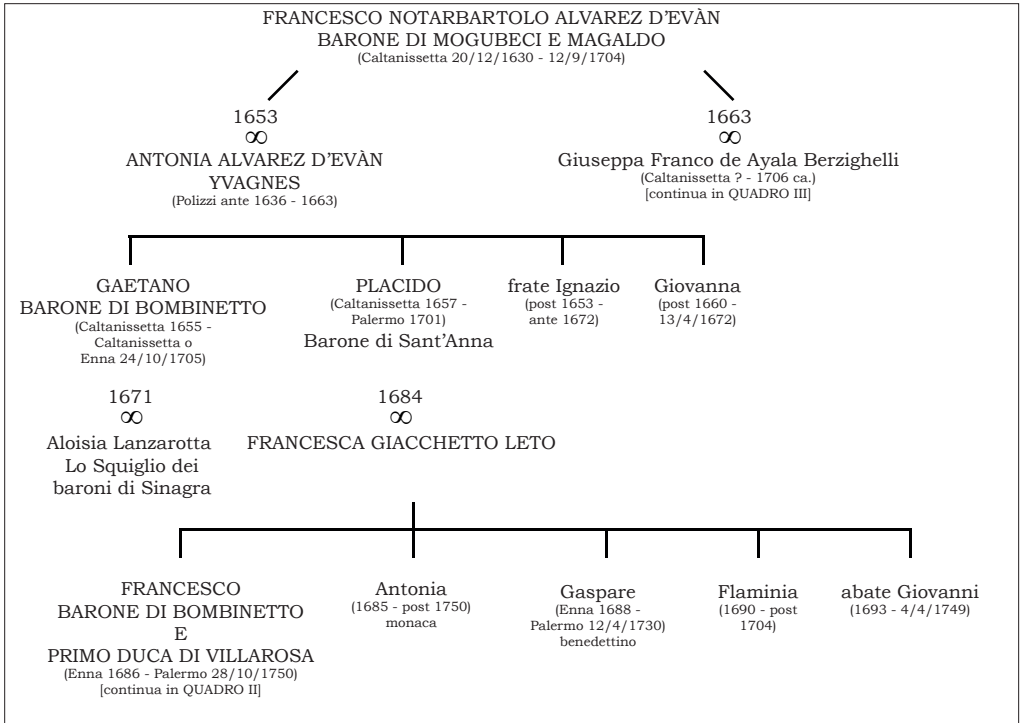 FRANCESCO NOTARBARTOLO ALVAREZ D'EVÀN
BARONE DI MOGUBECI E MAGALDO
(Caltanissetta 20/12/1630 - 12/9/1704)
1653
∞
ANTONIA ALVAREZ D'EVÀN
YVAGNES
(Polizzi ante 1636 - 1663)
1663
∞
Giuseppa Franco de Ayala Berzighelli
(Caltanissetta ? - 1706 ca.)
[continua in QUADRO III]
GAETANO
BARONE DI BOMBINETTO
(Caltanissetta 1655 -
Caltanissetta o
Enna 24/10/1705)
PLACIDO
(Caltanissetta 1657 -
Palermo 1701)
Barone di Sant'Anna
frate Ignazio
(post 1653 -
ante 1672)
Giovanna
(post 1660 -
13/4/1672)
1671
∞
Aloisia Lanzarotta
Lo Squiglio dei
baroni di Sinagra
1684
∞
FRANCESCA GIACCHETTO LETO
FRANCESCO
BARONE DI BOMBINETTO
E
PRIMO DUCA DI VILLAROSA
(Enna 1686 - Palermo 28/10/1750)
[continua in QUADRO II]
Antonia
(1685 - post 1750)
monaca
Gaspare
(Enna 1688 -
Palermo 12/4/1730)
benedettino
Flaminia
(1690 - post
1704)
abate Giovanni
(1693 - 4/4/1749)